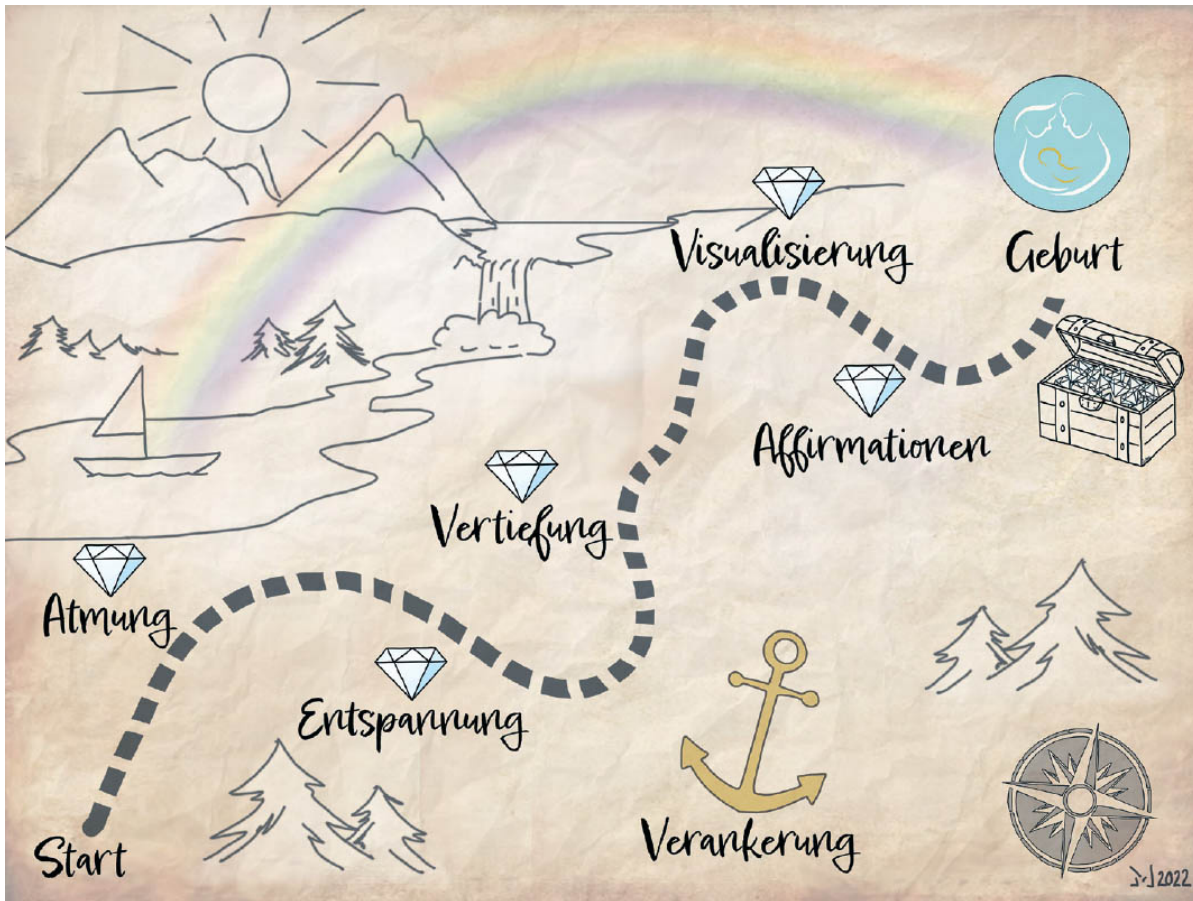 Visualisierung
Geburt
Affirmationen
Vertiefung
Atmung
Entspannung
Verankerung
Start
2022